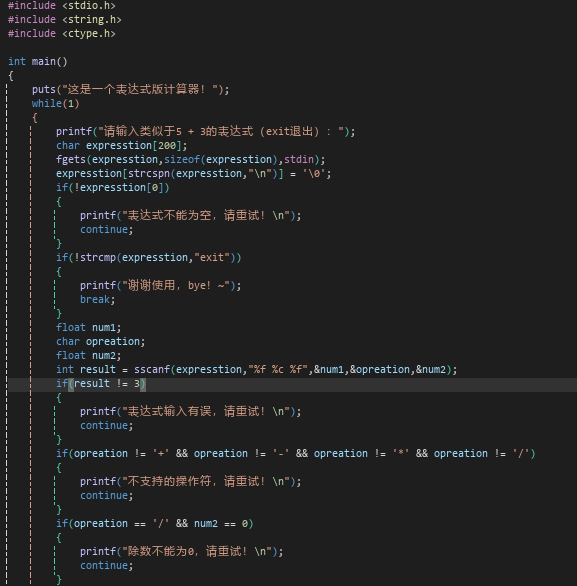 #include <stdio.h>
#include <string.h>
#include <ctype.h>
int main()
{
puts("这是一个表达式版计算器！");
while(1)
{
printf("请输入类似于5 + 3的表达式（exit退出）：");
char expresstion[200];
fgets(expresstion,sizeof(expresstion),stdin);
expresstion[strcspn(expresstion,"\n")] = '\0';
if(!expresstion[0])
{
printf("表达式不能为空，请重试！\n");
continue;
}
if(!strcmp(expresstion,"exit"))
{
printf("谢谢使用，bye！~");
break;
}
float num1;
char opreation;
float num2;
int result = sscanf(expresstion,"%f %c %f",&num1,&opreation,&num2);
if(result != 3)
{
printf("表达式输入有误，请重试！\n");
continue;
}
if(opreation != '+' && opreation != '-' && opreation != '*' && opreation != '/')
{
printf("不支持的操作符，请重试！\n");
continue;
}
if(opreation == '/' && num2 == 0)
{
printf("除数不能为0，请重试！\n");
continue;
}